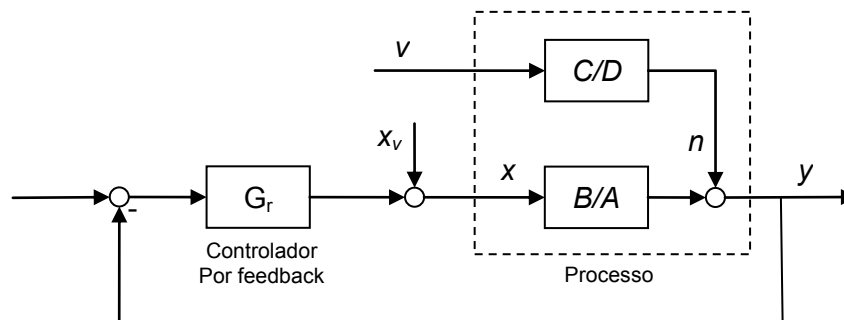 v
C/D
x_v
n
x
y
-
G_r
B/A
Controlador
Por feedback
Processo